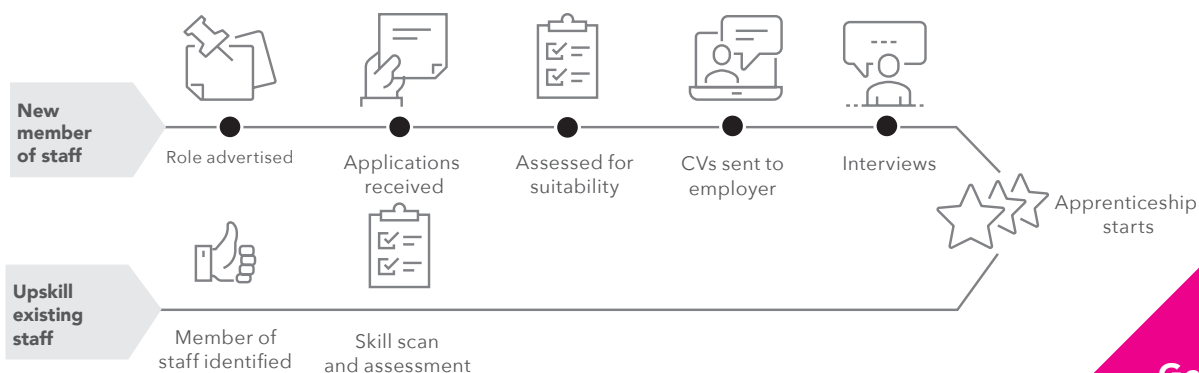 New
member
of staff
Role advertised
Applications
received
Assessed for
suitability
CVs sent to
employer
Interviews
Apprenticeship
starts
Upskill
existing
staff
Member of
staff identified
Skill scan
and assessment